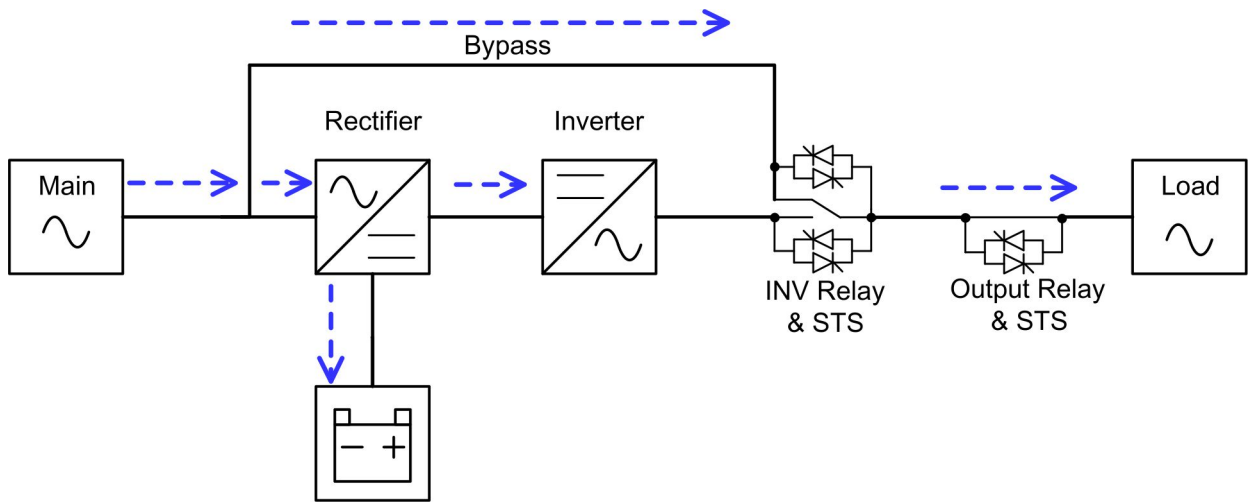 Bypass
Rectifier
Inverter
Main
Load
INV Relay
& STS
Output Relay
& STS